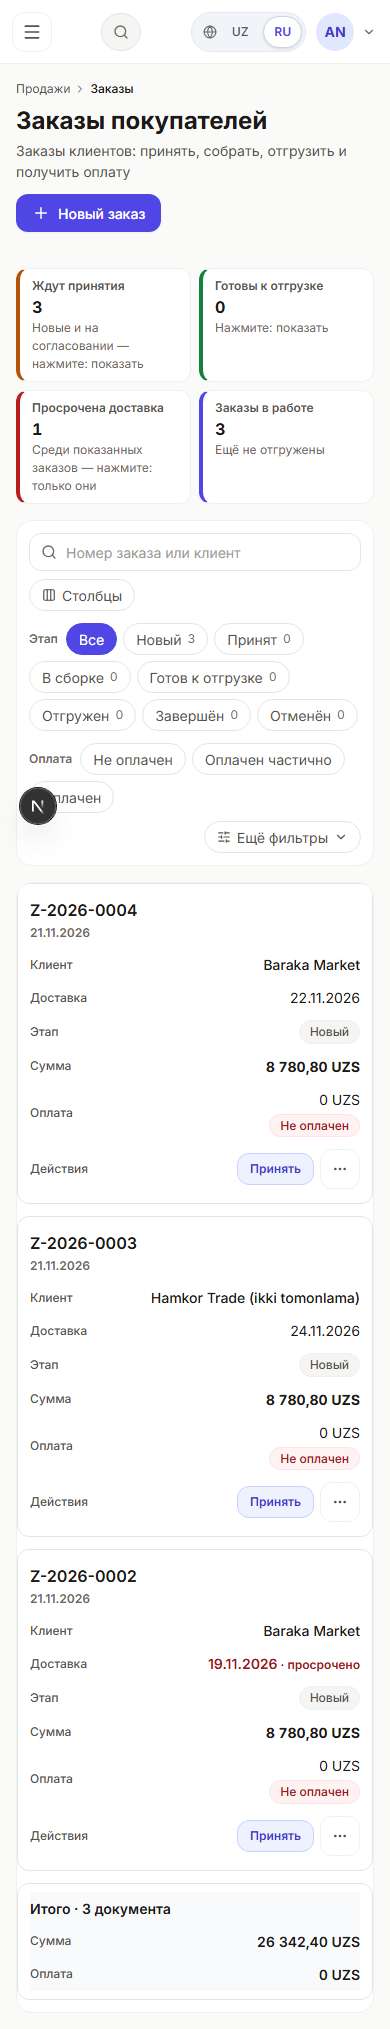 UZ RU AN
Продажи > Заказы
Заказы покупателей
Заказы клиентов: принять, собрать, отгрузить и
получить оплату
+ Новый заказ
Ждут принятия
3
Новые и на
согласовании —
нажмите: показать
Готовы к отгрузке
0
Нажмите: показать
Просрочена доставка
1
Среди показанных
заказов — нажмите:
только они
Заказы в работе
3
Ещё не отгружены
Номер заказа или клиент
Столбцы
Этап Все Новый 3 Принят 0
В сборке 0 Готов к отгрузке 0
Отгружен 0 Завершён 0 Отменён 0
Оплата Не оплачен Оплачен частично
N плачен
Ещё фильтры
Z-2026-0004
21.11.2026
Клиент Baraka Market
Доставка 22.11.2026
Этап Новый
Сумма 8 780,80 UZS
Оплата 0 UZS
Не оплачен
Действия Принять ...
Z-2026-0003
21.11.2026
Клиент Hamkor Trade (ikki tomonlama)
Доставка 24.11.2026
Этап Новый
Сумма 8 780,80 UZS
Оплата 0 UZS
Не оплачен
Действия Принять ...
Z-2026-0002
21.11.2026
Клиент Baraka Market
Доставка 19.11.2026 · просрочено
Этап Новый
Сумма 8 780,80 UZS
Оплата 0 UZS
Не оплачен
Действия Принять ...
Итого · 3 документа
Сумма 26 342,40 UZS
Оплата 0 UZS